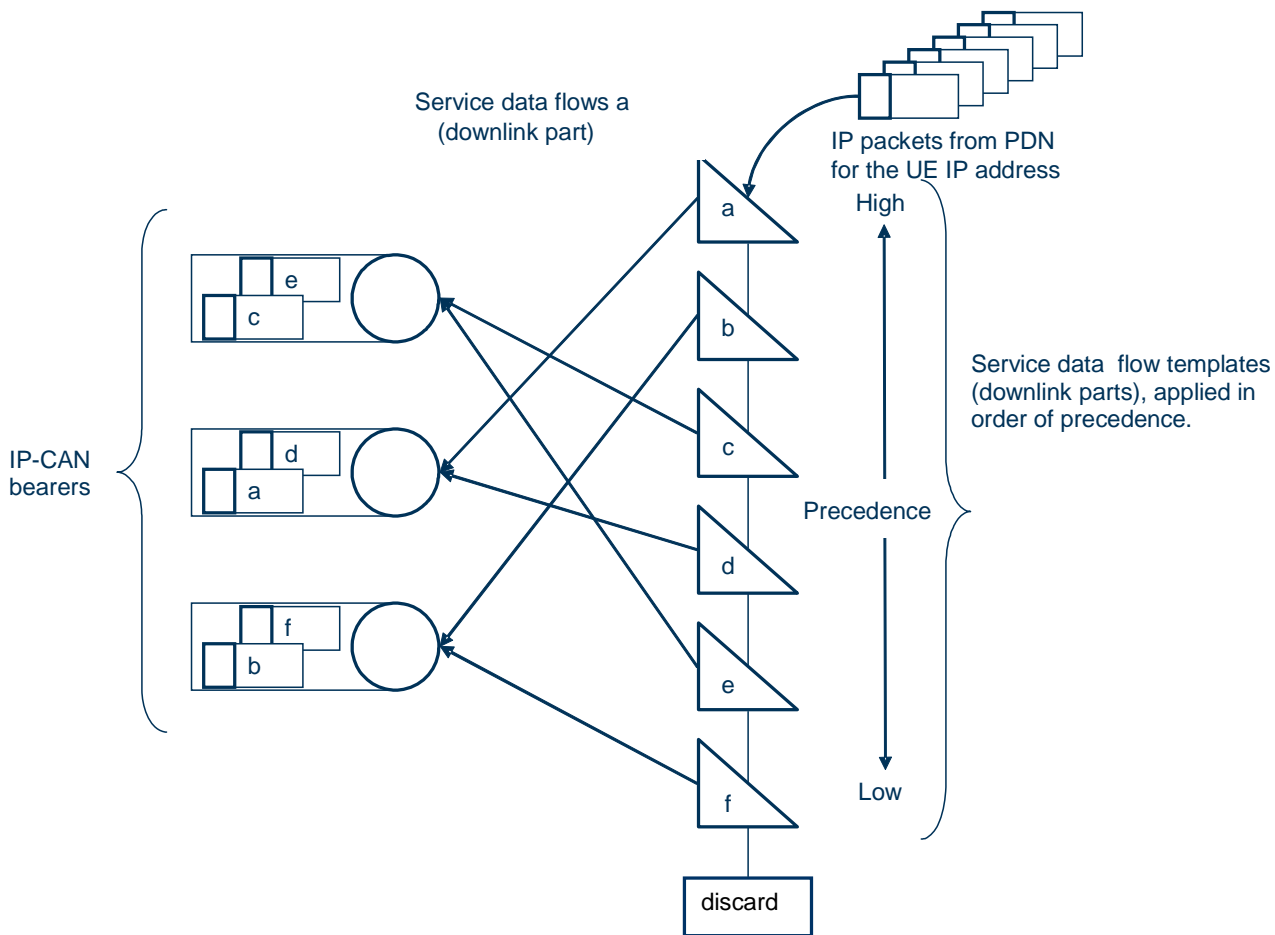 Service data flows a
(downlink part)
IP packets from PDN
for the UE IP address
High
a
b
c
d
e
f
Precedence
Low
Service data  flow templates
(downlink parts), applied in
order of precedence.
IP-CAN
bearers
e
c
d
a
f
b
discard